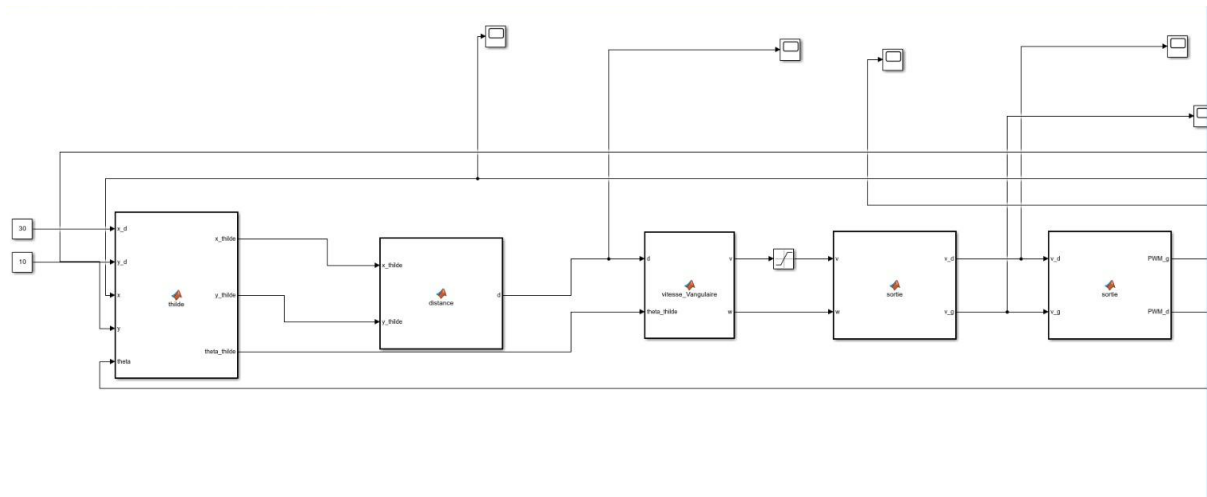 30
10
x_d
y_d
x
y
theta
x_thilde
y_thilde
theta_thilde
thilde
x_thilde
y_thilde
d
distance
d
theta_thilde
v
w
vitesse_Vangulaire
v
w
v_d
v_g
sortie
v_d
v_g
PWM_g
PWM_d
sortie